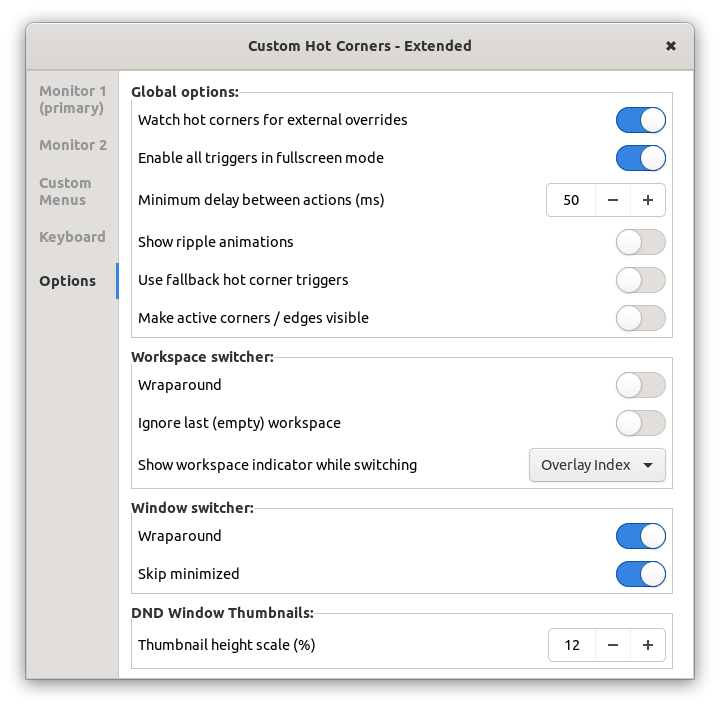 Custom Hot Corners - Extended
Monitor 1
(primary)
Monitor 2
Custom
Menus
Keyboard
Options
Global options:
Watch hot corners for external overrides
Enable all triggers in fullscreen mode
Minimum delay between actions (ms) 50 − +
Show ripple animations
Use fallback hot corner triggers
Make active corners / edges visible
Workspace switcher:
Wraparound
Ignore last (empty) workspace
Show workspace indicator while switching Overlay Index
Window switcher:
Wraparound
Skip minimized
DND Window Thumbnails:
Thumbnail height scale (%) 12 − +